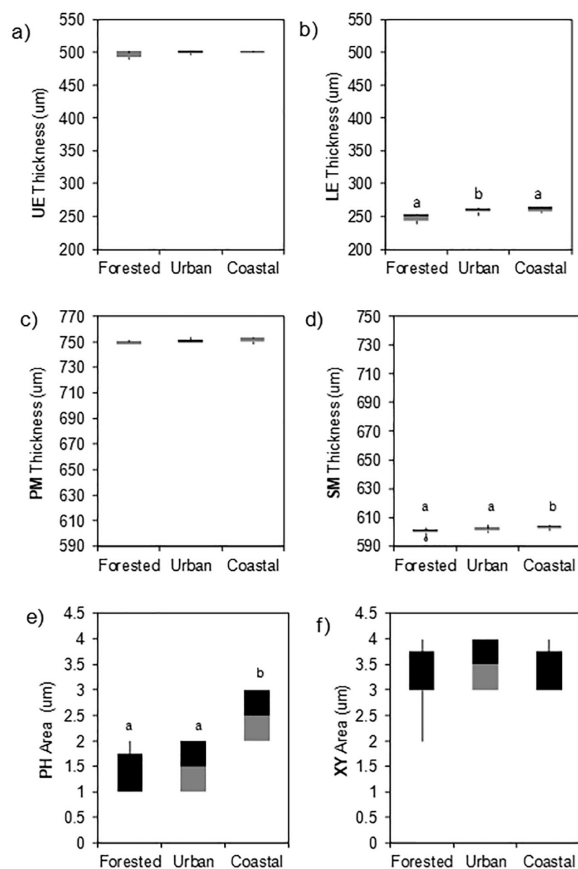 a)
UE Thickness (um)
550
500
450
400
350
300
250
200
Forested Urban Coastal
b)
LE Thickness (um)
550
500
450
400
350
300
250
200
a b a
Forested Urban Coastal
c)
PM Thickness (um)
770
750
730
710
690
670
650
630
610
590
Forested Urban Coastal
d)
SM Thickness (um)
750
730
710
690
670
650
630
610
590
a a b
Forested Urban Coastal
e)
PH Area (um)
4.5
4
3.5
3
2.5
2
1.5
1
0.5
0
a a b
Forested Urban Coastal
f)
XY Area (um)
4.5
4
3.5
3
2.5
2
1.5
1
0.5
0
Forested Urban Coastal